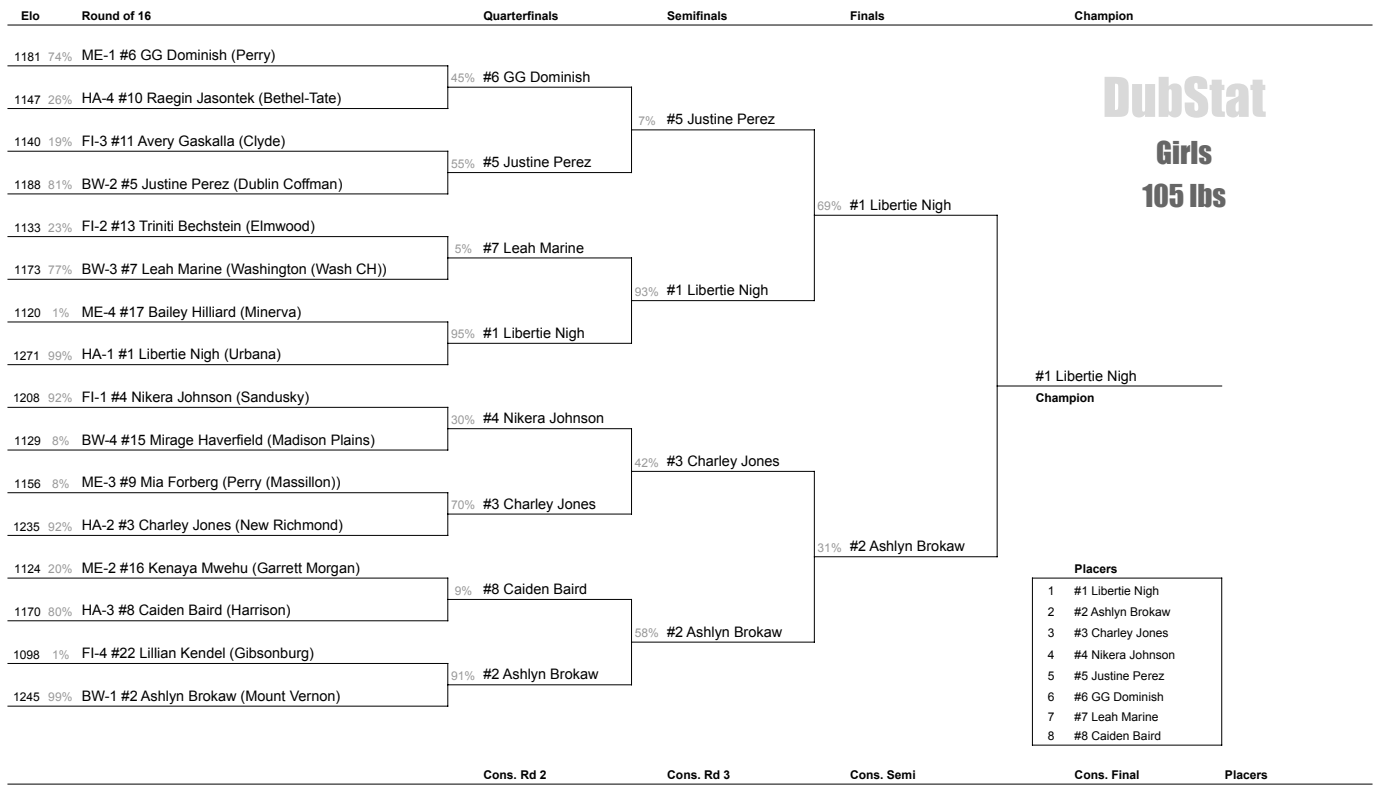 Elo Round of 16 Quarterfinals Semifinals Finals Champion
1181 74% ME-1 #6 GG Dominish (Perry)
45% #6 GG Dominish
1147 26% HA-4 #10 Raegin Jasontek (Bethel-Tate)
7% #5 Justine Perez
1140 19% FI-3 #11 Avery Gaskalla (Clyde)
55% #5 Justine Perez
1188 81% BW-2 #5 Justine Perez (Dublin Coffman)
69% #1 Libertie Nigh
1133 23% FI-2 #13 Triniti Bechstein (Elmwood)
5% #7 Leah Marine
1173 77% BW-3 #7 Leah Marine (Washington (Wash CH))
93% #1 Libertie Nigh
1120 1% ME-4 #17 Bailey Hilliard (Minerva)
95% #1 Libertie Nigh
1271 99% HA-1 #1 Libertie Nigh (Urbana)
#1 Libertie Nigh
Champion
1208 92% FI-1 #4 Nikera Johnson (Sandusky)
30% #4 Nikera Johnson
1129 8% BW-4 #15 Mirage Haverfield (Madison Plains)
42% #3 Charley Jones
1156 8% ME-3 #9 Mia Forberg (Perry (Massillon))
70% #3 Charley Jones
1235 92% HA-2 #3 Charley Jones (New Richmond)
31% #2 Ashlyn Brokaw
1124 20% ME-2 #16 Kenaya Mwehu (Garrett Morgan)
9% #8 Caiden Baird
1170 80% HA-3 #8 Caiden Baird (Harrison)
58% #2 Ashlyn Brokaw
1098 1% FI-4 #22 Lillian Kendel (Gibsonburg)
91% #2 Ashlyn Brokaw
1245 99% BW-1 #2 Ashlyn Brokaw (Mount Vernon)
DubStat
Girls
105 lbs
Placers
1 #1 Libertie Nigh
2 #2 Ashlyn Brokaw
3 #3 Charley Jones
4 #4 Nikera Johnson
5 #5 Justine Perez
6 #6 GG Dominish
7 #7 Leah Marine
8 #8 Caiden Baird
Cons. Rd 2 Cons. Rd 3 Cons. Semi Cons. Final Placers